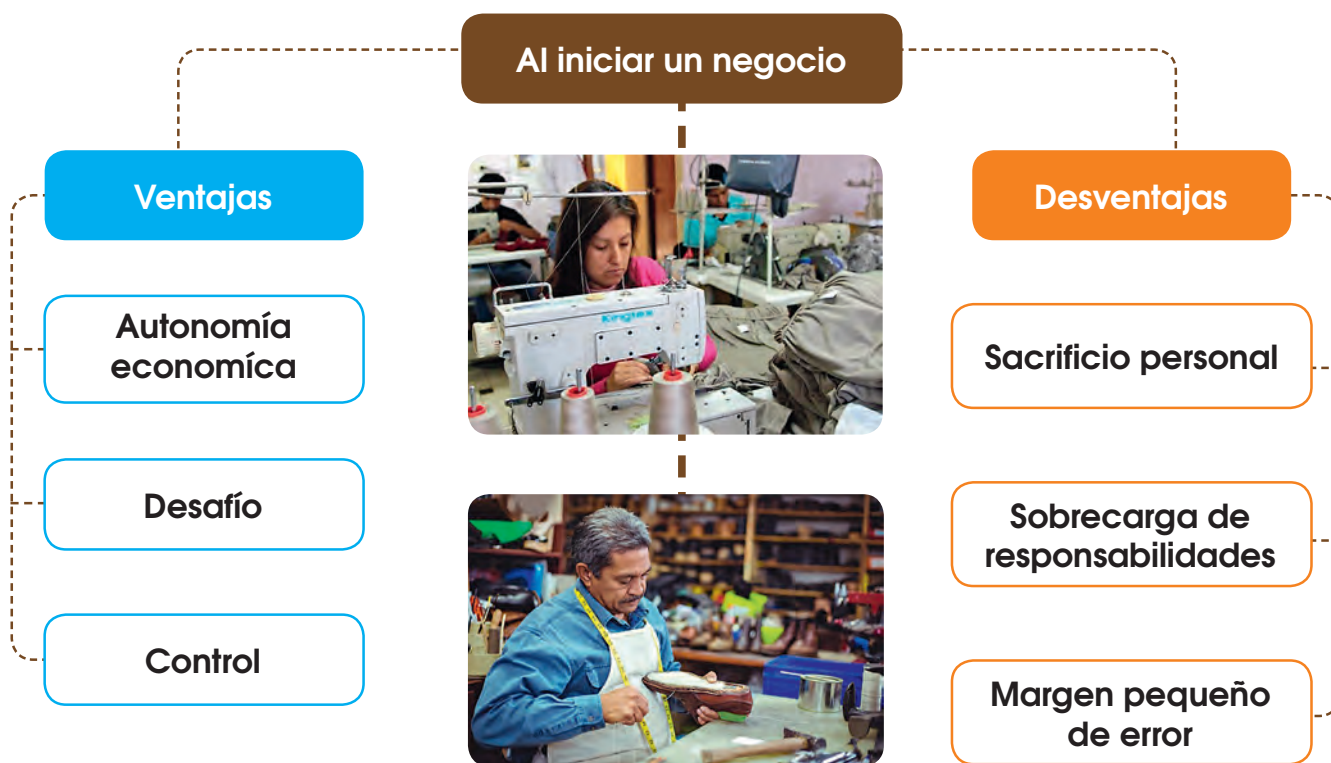 Al iniciar un negocio
Ventajas
Autonomía
economíca
Desafío
Control
Kingtex
Desventajas
Sacrificio personal
Sobrecarga de
responsabilidades
Margen pequeño
de error